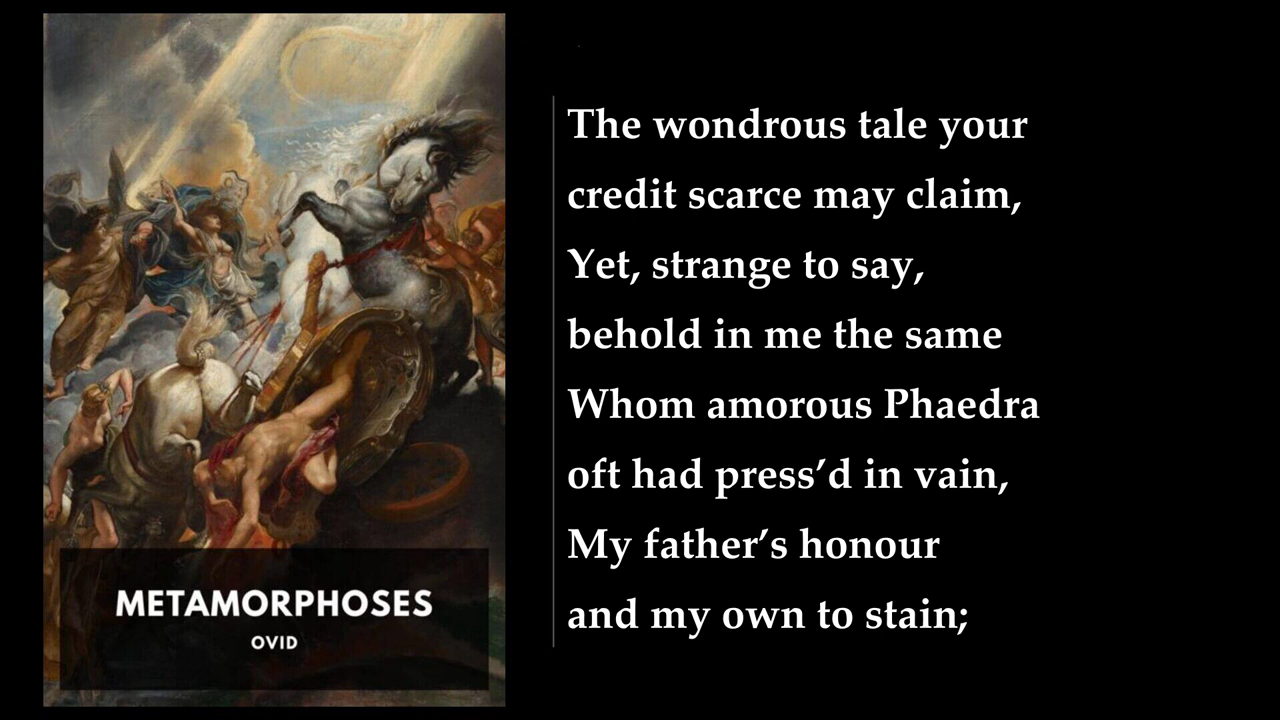 METAMORPHOSES
OVID
The wondrous tale your
credit scarce may claim,
Yet, strange to say,
behold in me the same
Whom amorous Phaedra
oft had press’d in vain,
My father’s honour
and my own to stain;